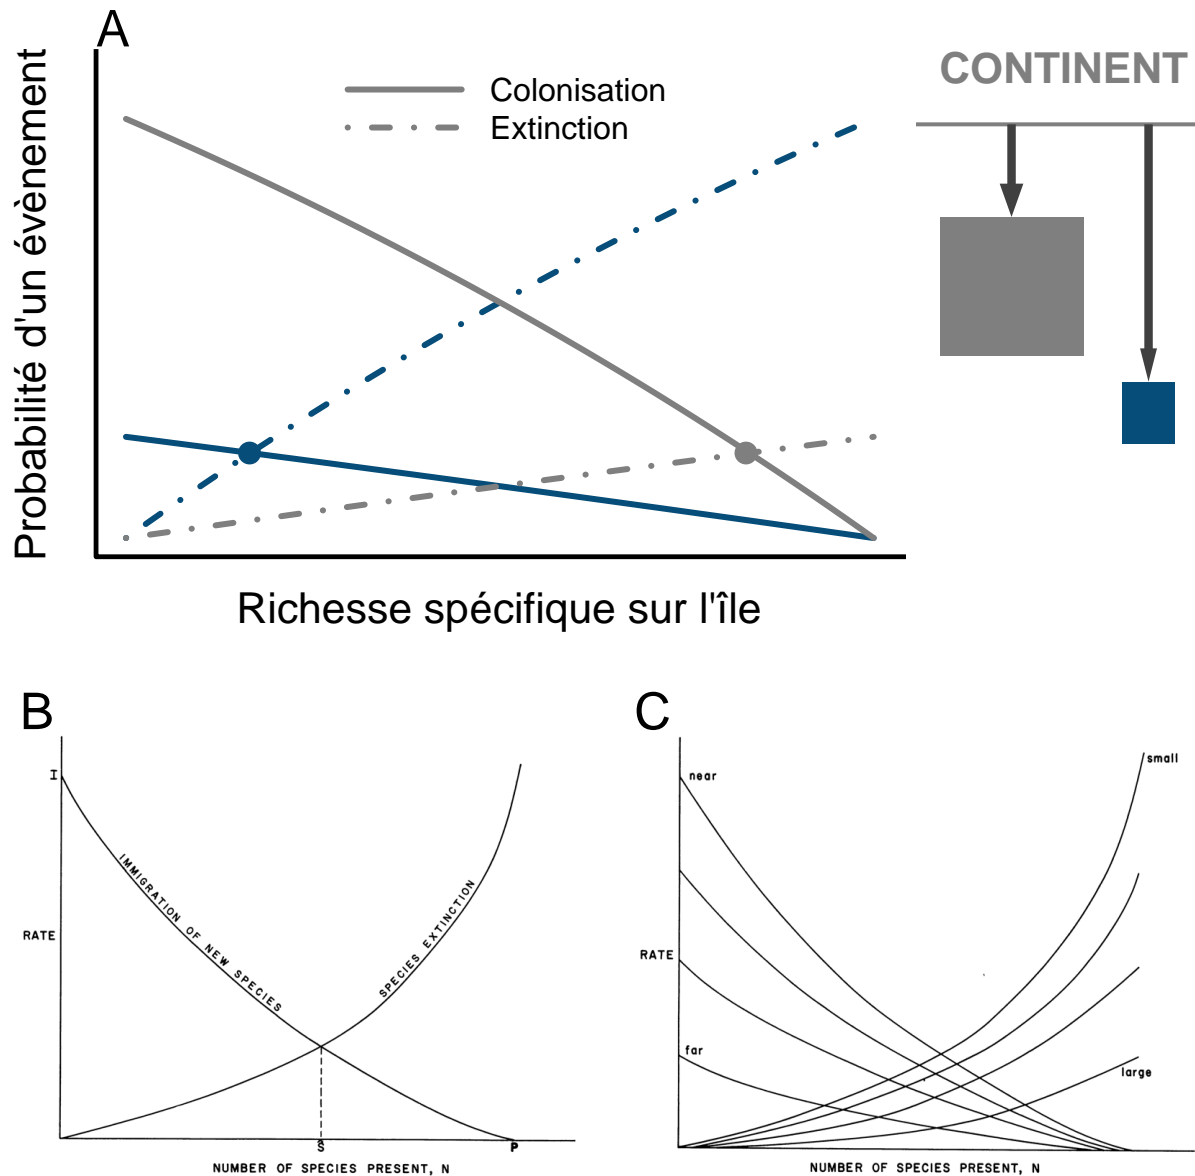 A
Probabilité d'un évènement
Colonisation
Extinction
CONTINENT
Richesse spécifique sur l'île
B
I
IMMIGRATION OF NEW SPECIES
SPECIES EXTINCTION
RATE
Ŝ
P
NUMBER OF SPECIES PRESENT, N
C
near
small
RATE
far
large
NUMBER OF SPECIES PRESENT, N